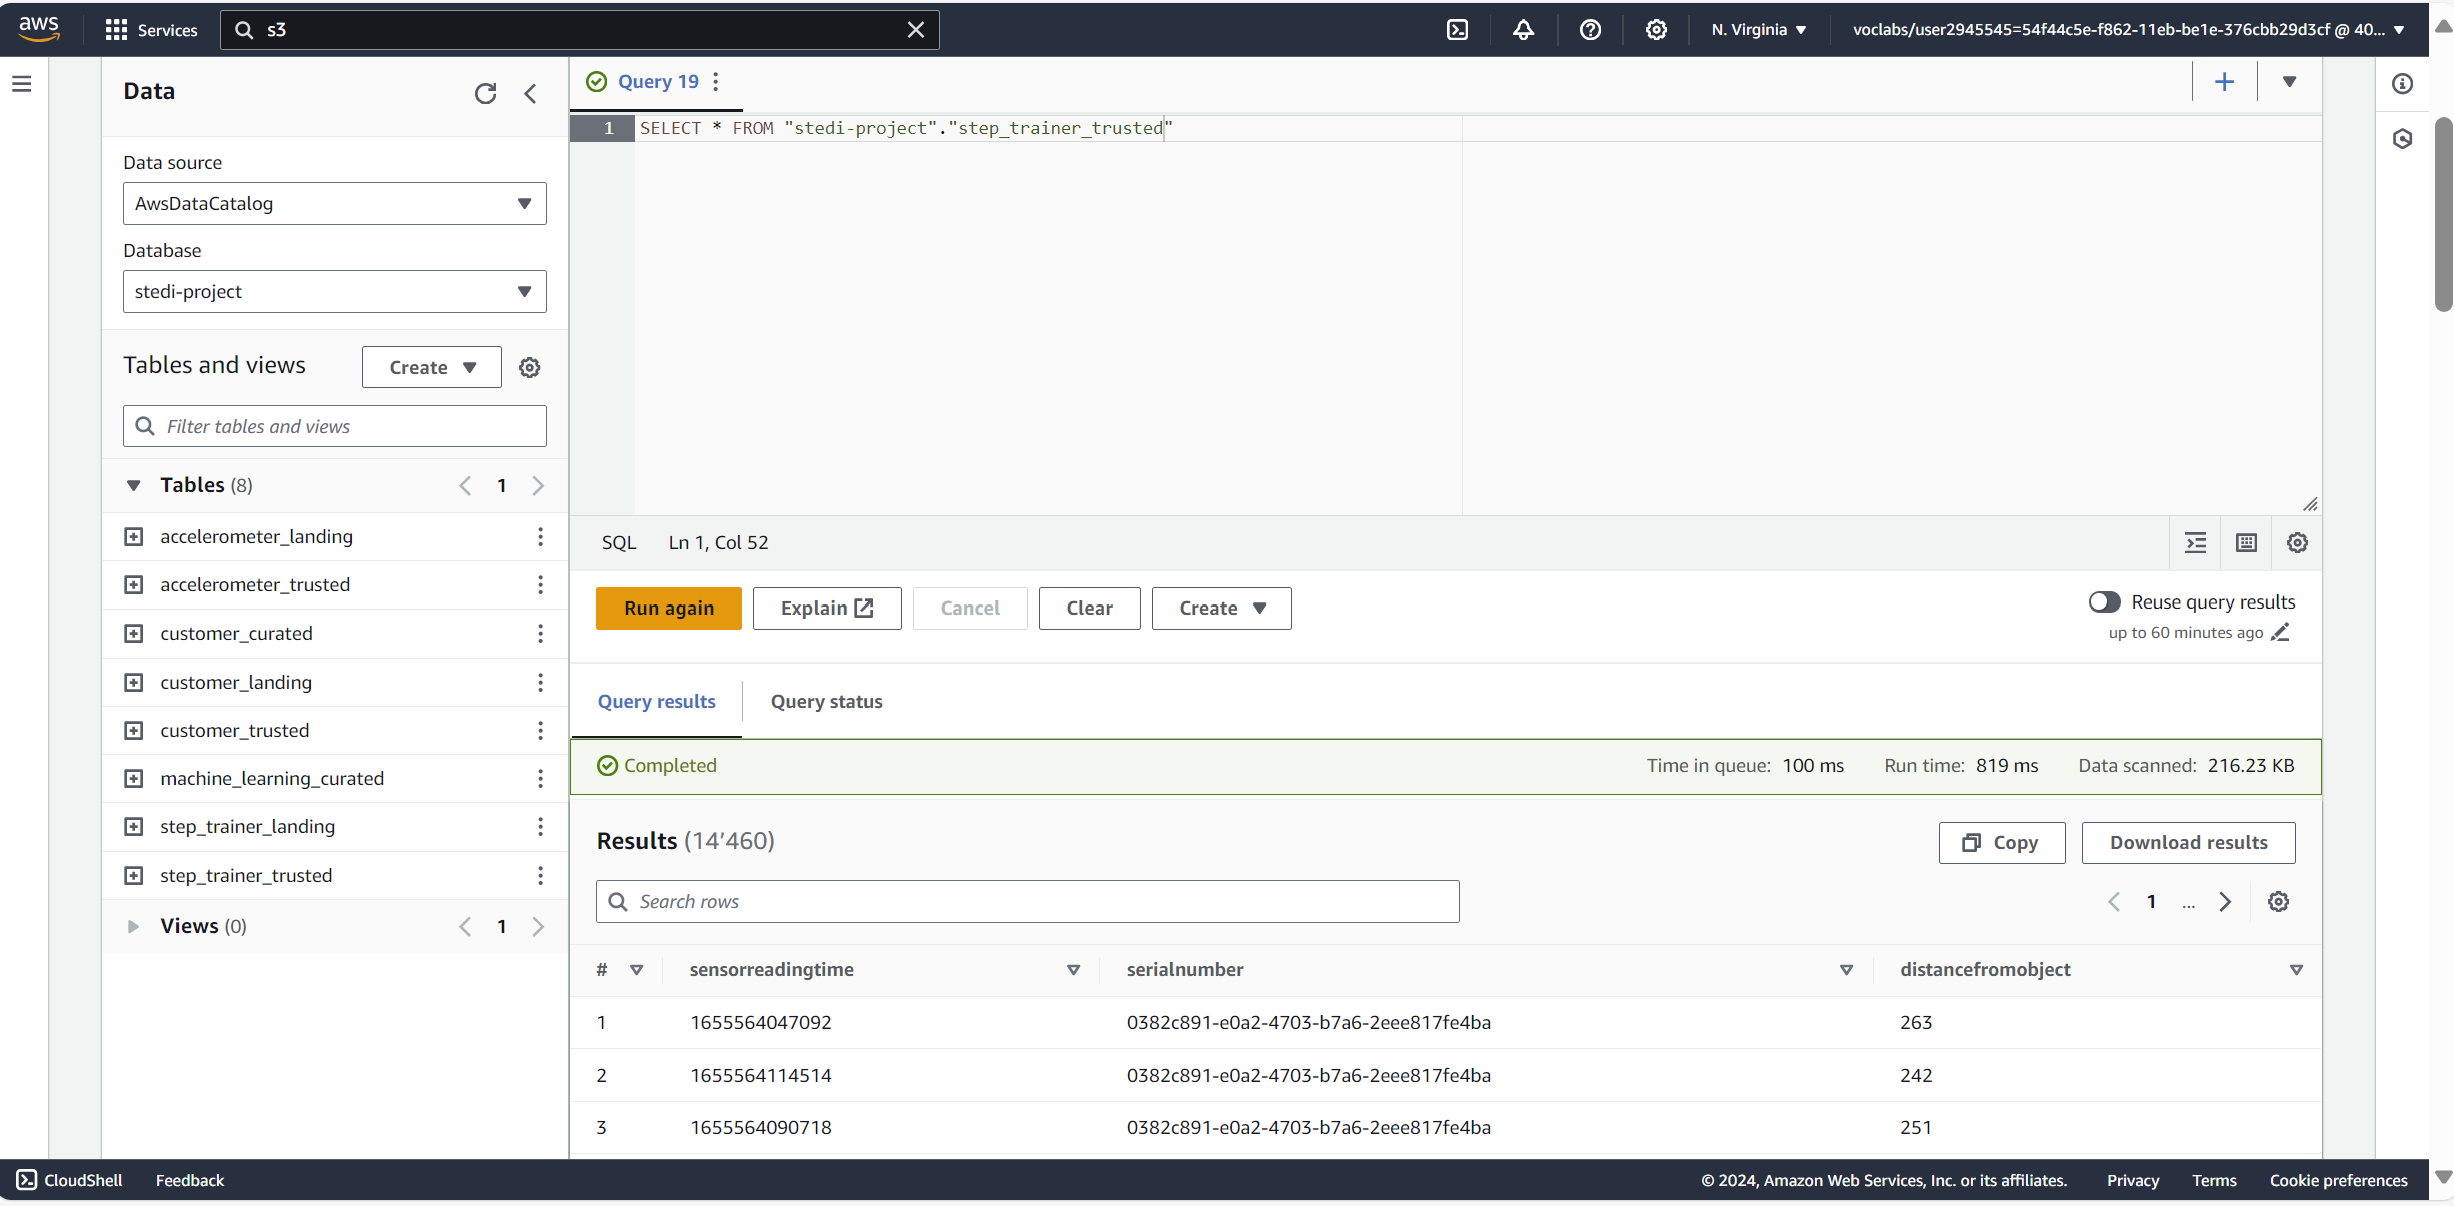 aws Services s3 N. Virginia voclabs/user2945545=54f44c5e-f862-11eb-be1e-376cbb29d3cf @ 40...
Data
Data source
AwsDataCatalog
Database
stedi-project
Tables and views Create
Filter tables and views
Tables (8) 1
accelerometer_landing
accelerometer_trusted
customer_curated
customer_landing
customer_trusted
machine_learning_curated
step_trainer_landing
step_trainer_trusted
Views (0) 1
Query 19
1 SELECT * FROM "stedi-project"."step_trainer_trusted"
SQL Ln 1, Col 52
Run again Explain Cancel Clear Create Reuse query results
up to 60 minutes ago
Query results Query status
Completed Time in queue: 100 ms Run time: 819 ms Data scanned: 216.23 KB
Results (14’460) Copy Download results
Search rows 1 ...
# sensorreadingtime serialnumber distancefromobject
1 1655564047092 0382c891-e0a2-4703-b7a6-2eee817fe4ba 263
2 1655564114514 0382c891-e0a2-4703-b7a6-2eee817fe4ba 242
3 1655564090718 0382c891-e0a2-4703-b7a6-2eee817fe4ba 251
CloudShell Feedback © 2024, Amazon Web Services, Inc. or its affiliates. Privacy Terms Cookie preferences